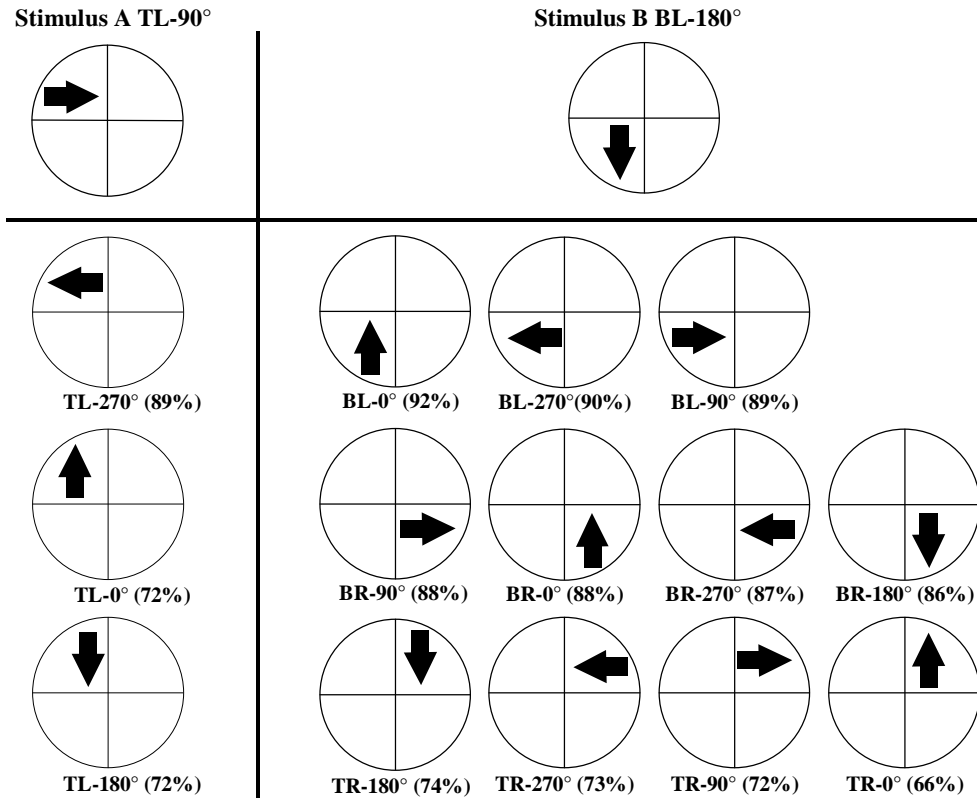 Stimulus A TL-90° Stimulus B BL-180°
TL-270° (89%) BL-0° (92%) BL-270°(90%) BL-90° (89%)
TL-0° (72%) BR-90° (88%) BR-0° (88%) BR-270° (87%) BR-180° (86%)
TL-180° (72%) TR-180° (74%) TR-270° (73%) TR-90° (72%) TR-0° (66%)